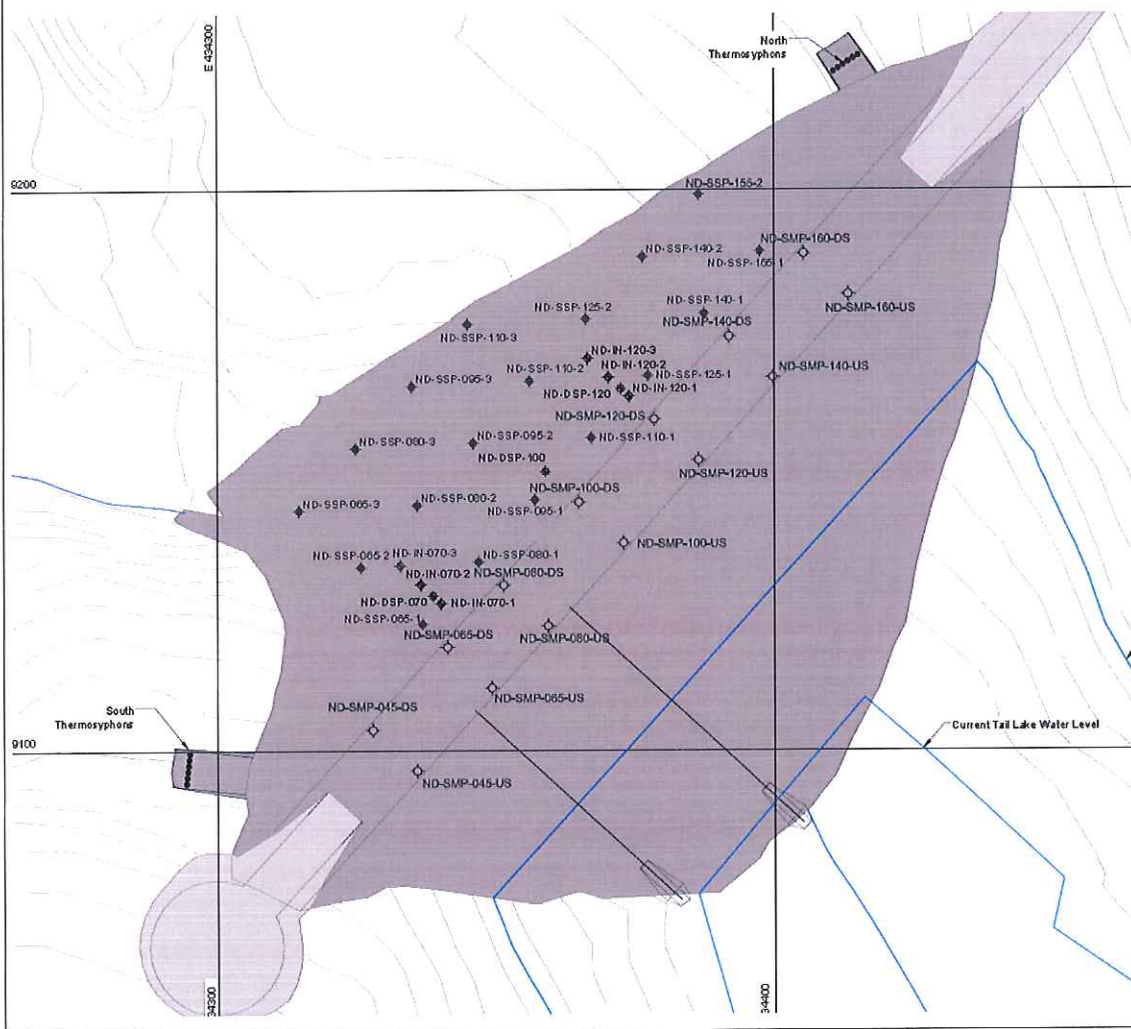 E 434300
North
Thermosyphons
9200
ND-SSP-155-2
ND-SMP-160-DS
ND-SSP-140-2
ND-SSP-155-1
ND-SMP-160-US
ND-SSP-125-2
ND-SSP-140-1
ND-SMP-140-DS
ND-SSP-110-3
ND-IN-120-3
ND-IN-120-2
ND-SSP-110-2
ND-SSP-125-1
ND-SMP-140-US
ND-SSP-095-3
ND-DSP-120
ND-IN-120-1
ND-SMP-120-DS
ND-SSP-095-2
ND-SSP-110-1
ND-SSP-080-3
ND-DSP-100
ND-SMP-120-US
ND-SMP-100-DS
ND-SSP-080-2
ND-SSP-065-3
ND-SSP-095-1
ND-SMP-100-US
ND-SSP-065-2
ND-IN-070-3
ND-SSP-080-1
ND-IN-070-2
ND-SMP-080-DS
ND-DSP-070
ND-IN-070-1
ND-SSP-065-1
ND-SMP-065-DS
ND-SMP-080-US
ND-SMP-065-US
South
Thermosyphons
ND-SMP-045-DS
Current Tail Lake Water Level
9100
ND-SMP-045-US
34300
34400